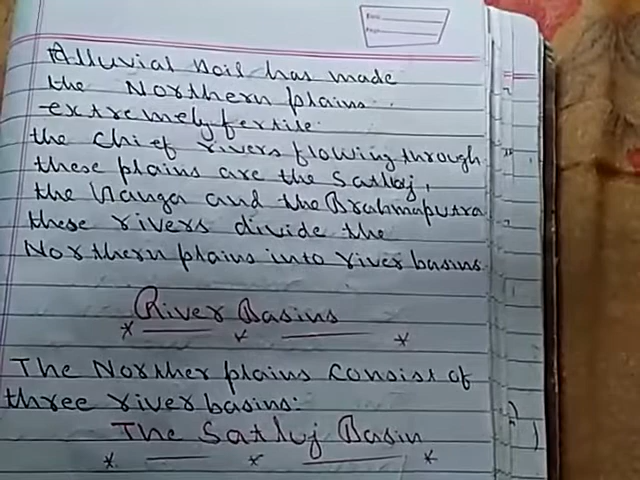 Alluvial soil has made
the Northern plains.
extremely fertile.
the chief rivers flowing through
these plains are the Satluj,
the Ganga and the Brahmaputra
these rivers divide the
Northern plains into river basins.
River Basins
The Norther plains consist of
three river basins:
The Satluj Basin